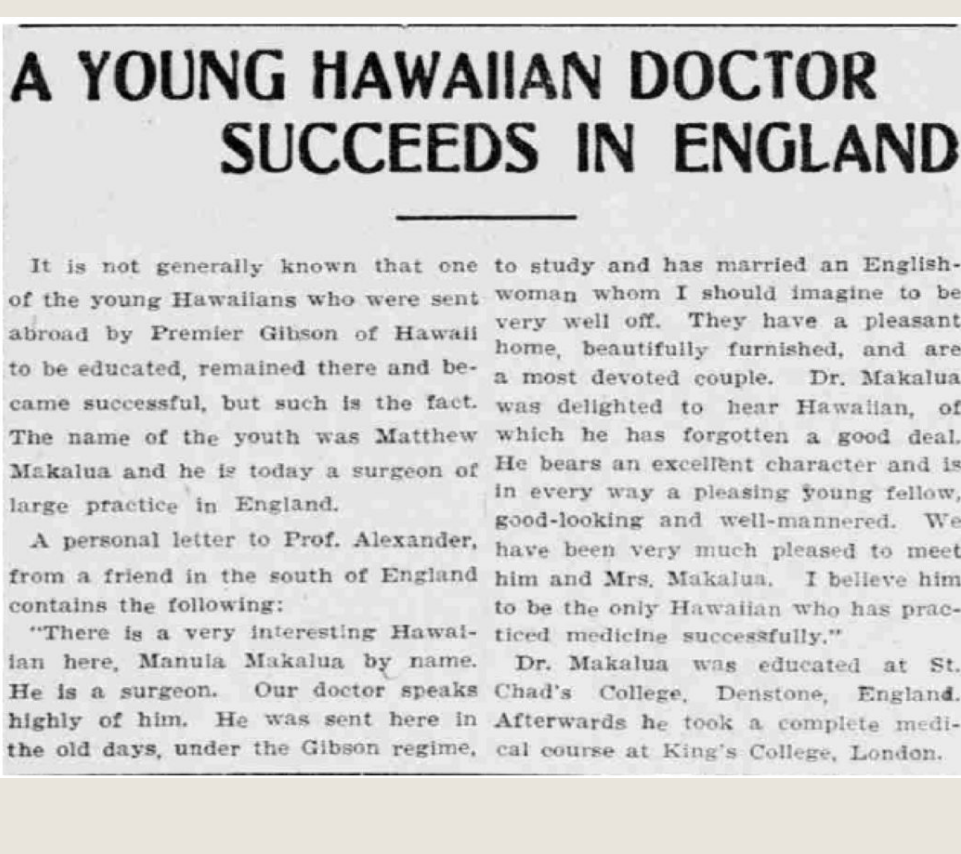 A YOUNG HAWAIIAN DOCTOR
SUCCEEDS IN ENGLAND
It is not generally known that one
of the young Hawaiians who were sent
abroad by Premier Gibson of Hawaii
to be educated, remained there and be-
came successful, but such is the fact.
The name of the youth was Matthew
Makalua and he is today a surgeon of
large practice in England.
A personal letter to Prof. Alexander,
from a friend in the south of England
contains the following:
"There is a very interesting Hawai-
ian here, Manuia Makalua by name.
He is a surgeon. Our doctor speaks
highly of him. He was sent here in
the old days, under the Gibson regime,
to study and has married an English-
woman whom I should imagine to be
very well off. They have a pleasant
home, beautifully furnished, and are
a most devoted couple. Dr. Makalua
was delighted to hear Hawaiian, of
which he has forgotten a good deal.
He bears an excellent character and is
in every way a pleasing young fellow,
good-looking and well-mannered. We
have been very much pleased to meet
him and Mrs. Makalua. I believe him
to be the only Hawaiian who has prac-
ticed medicine successfully."
Dr. Makalua was educated at St.
Chad's College, Denstone, England.
Afterwards he took a complete medi-
cal course at King's College, London.